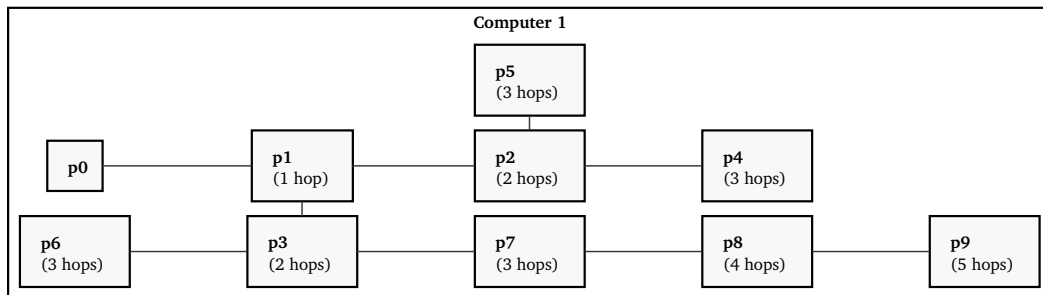 Computer 1
p5
(3 hops)
p0
p1
(1 hop)
p2
(2 hops)
p4
(3 hops)
p6
(3 hops)
p3
(2 hops)
p7
(3 hops)
p8
(4 hops)
p9
(5 hops)